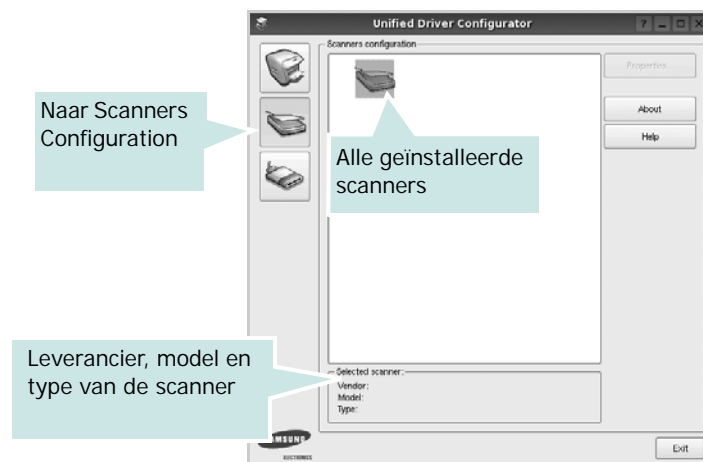 Unified Driver Configurator
Scanners configuration
Properties
About
Help
Naar Scanners
Configuration
Alle geïnstalleerde
scanners
Leverancier, model en
type van de scanner
Selected scanner:
Vendor:
Model:
Type:
MSUNG
ELECTRONICS
Exit